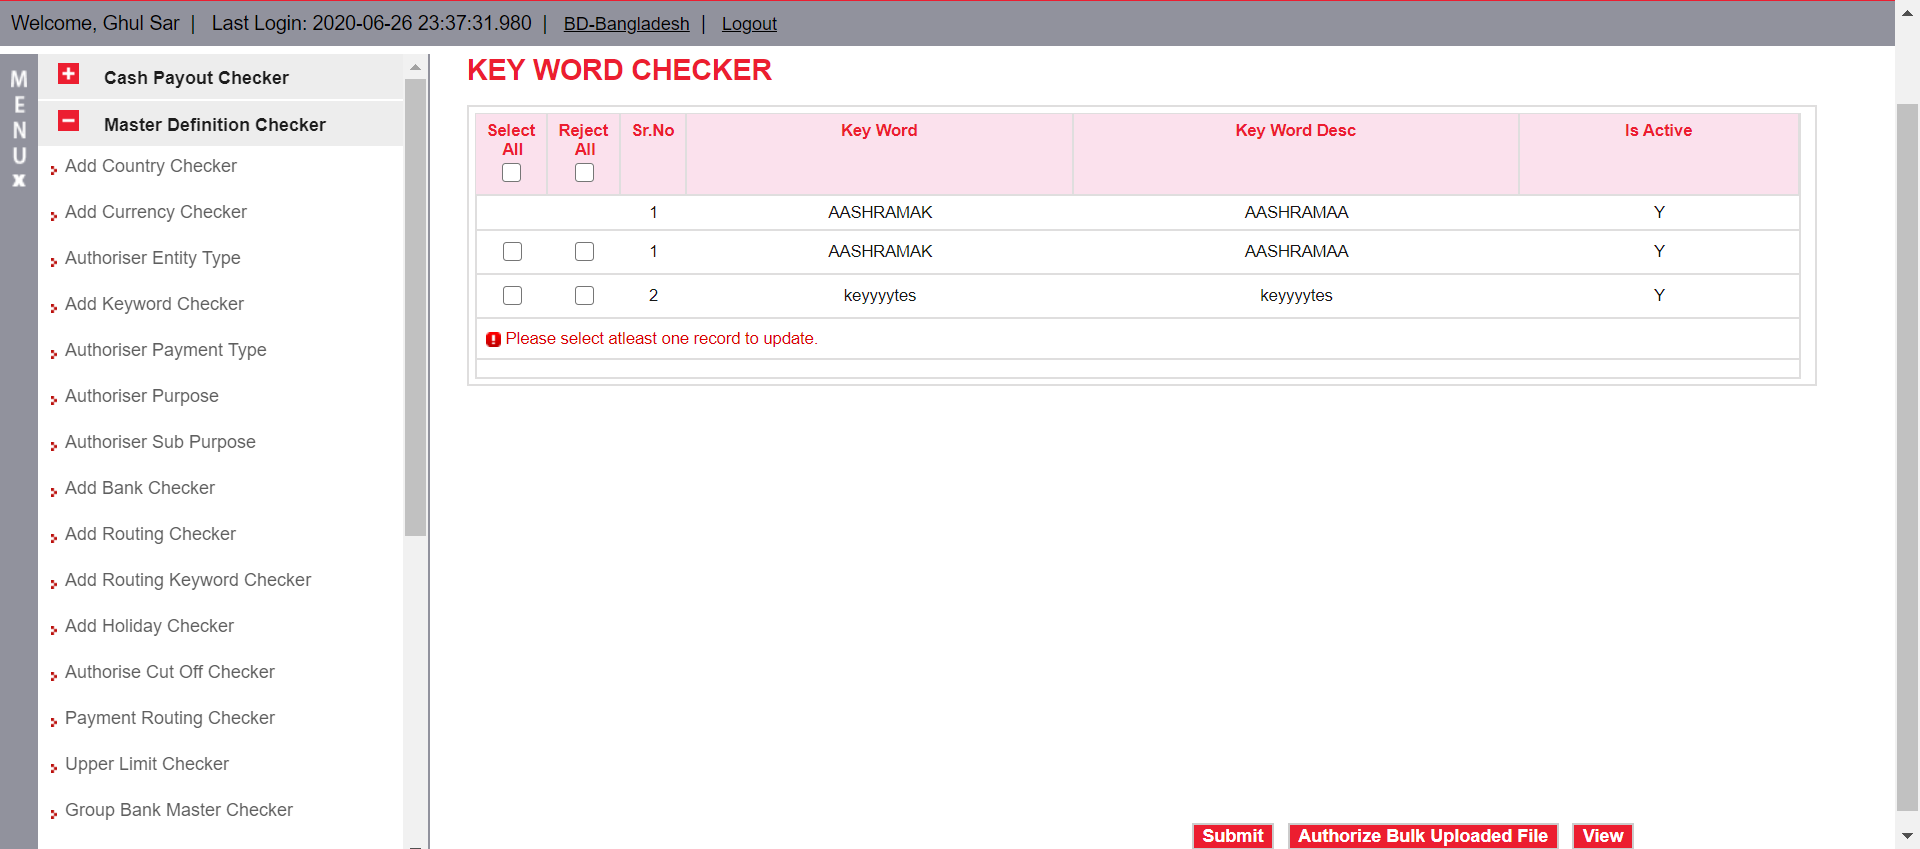 Welcome, Ghul Sar | Last Login: 2020-06-26 23:37:31.980 | BD-Bangladesh | Logout
MENU X
Cash Payout Checker
Master Definition Checker
Add Country Checker
Add Currency Checker
Authoriser Entity Type
Add Keyword Checker
Authoriser Payment Type
Authoriser Purpose
Authoriser Sub Purpose
Add Bank Checker
Add Routing Checker
Add Routing Keyword Checker
Add Holiday Checker
Authorise Cut Off Checker
Payment Routing Checker
Upper Limit Checker
Group Bank Master Checker
KEY WORD CHECKER
Select All Reject All Sr.No Key Word Key Word Desc Is Active
1 AASHRAMAK AASHRAMAA Y
1 AASHRAMAK AASHRAMAA Y
2 keyyyytes keyyyytes Y
Please select atleast one record to update.
Submit Authorize Bulk Uploaded File View